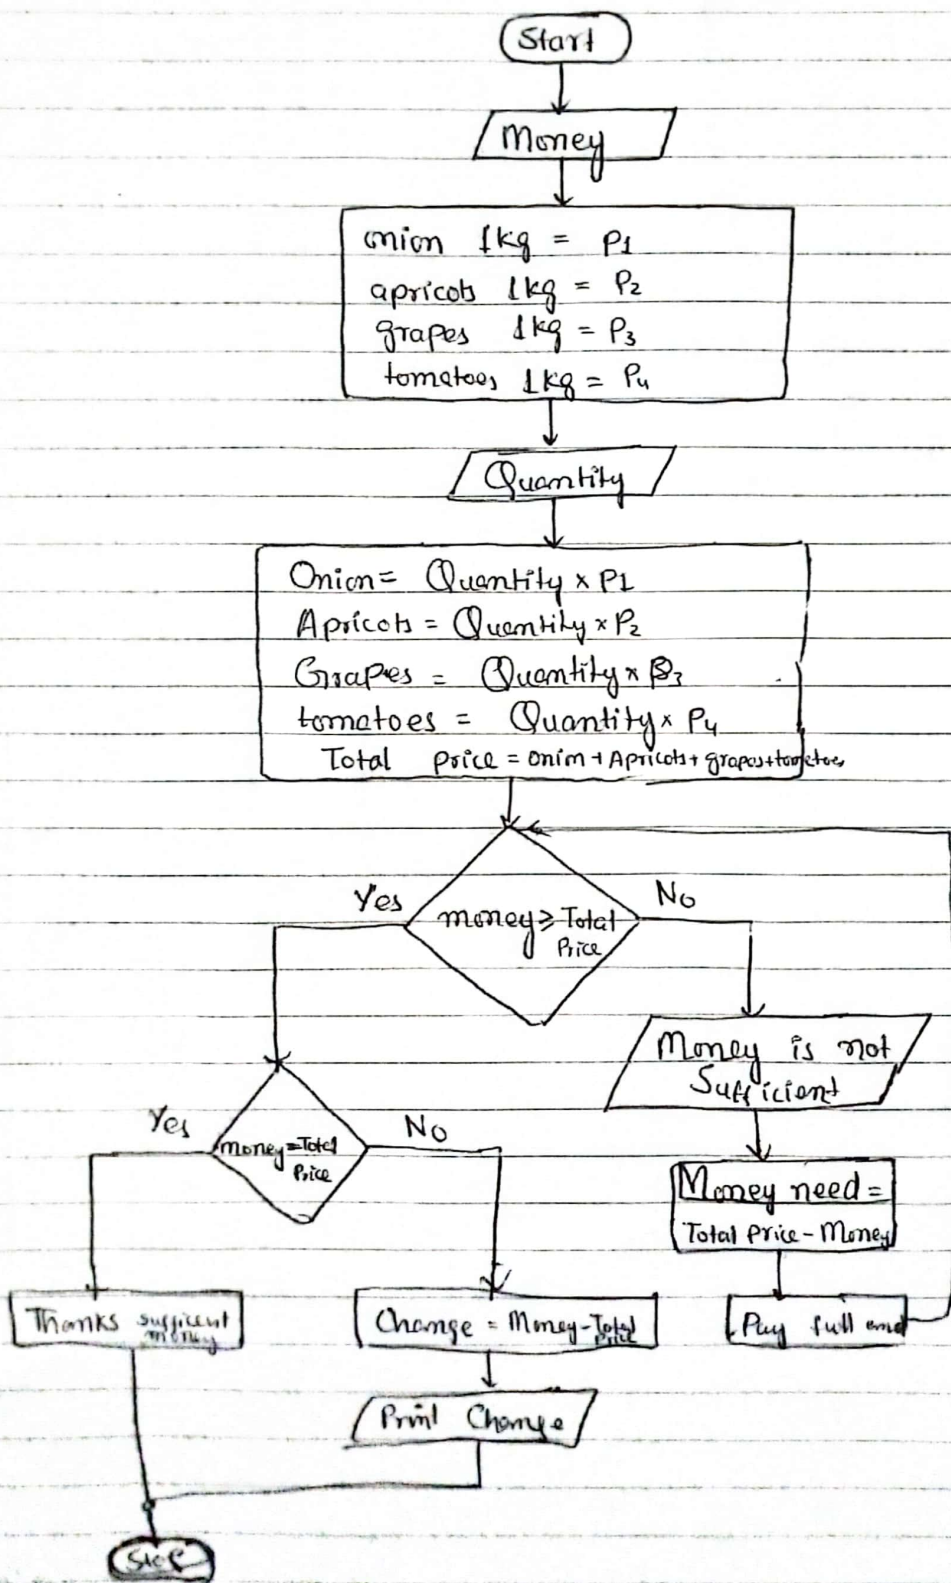 Start
Money
onion 1kg = P1
apricots 1kg = P2
grapes 1kg = P3
tomatoes 1kg = P4
Quantity
Onion = Quantity x P1
Apricots = Quantity x P2
Grapes = Quantity x P3
tomatoes = Quantity x P4
Total price = onion + Apricots + grapes + tometoes
Yes
No
money ≥ Total
Price
Money is not
Sufficient
Yes
No
money = Total
Price
Money need =
Total Price - Money
Thanks sufficent
money
Change = Money - Total
Price
Pay full
Print Change
Stop